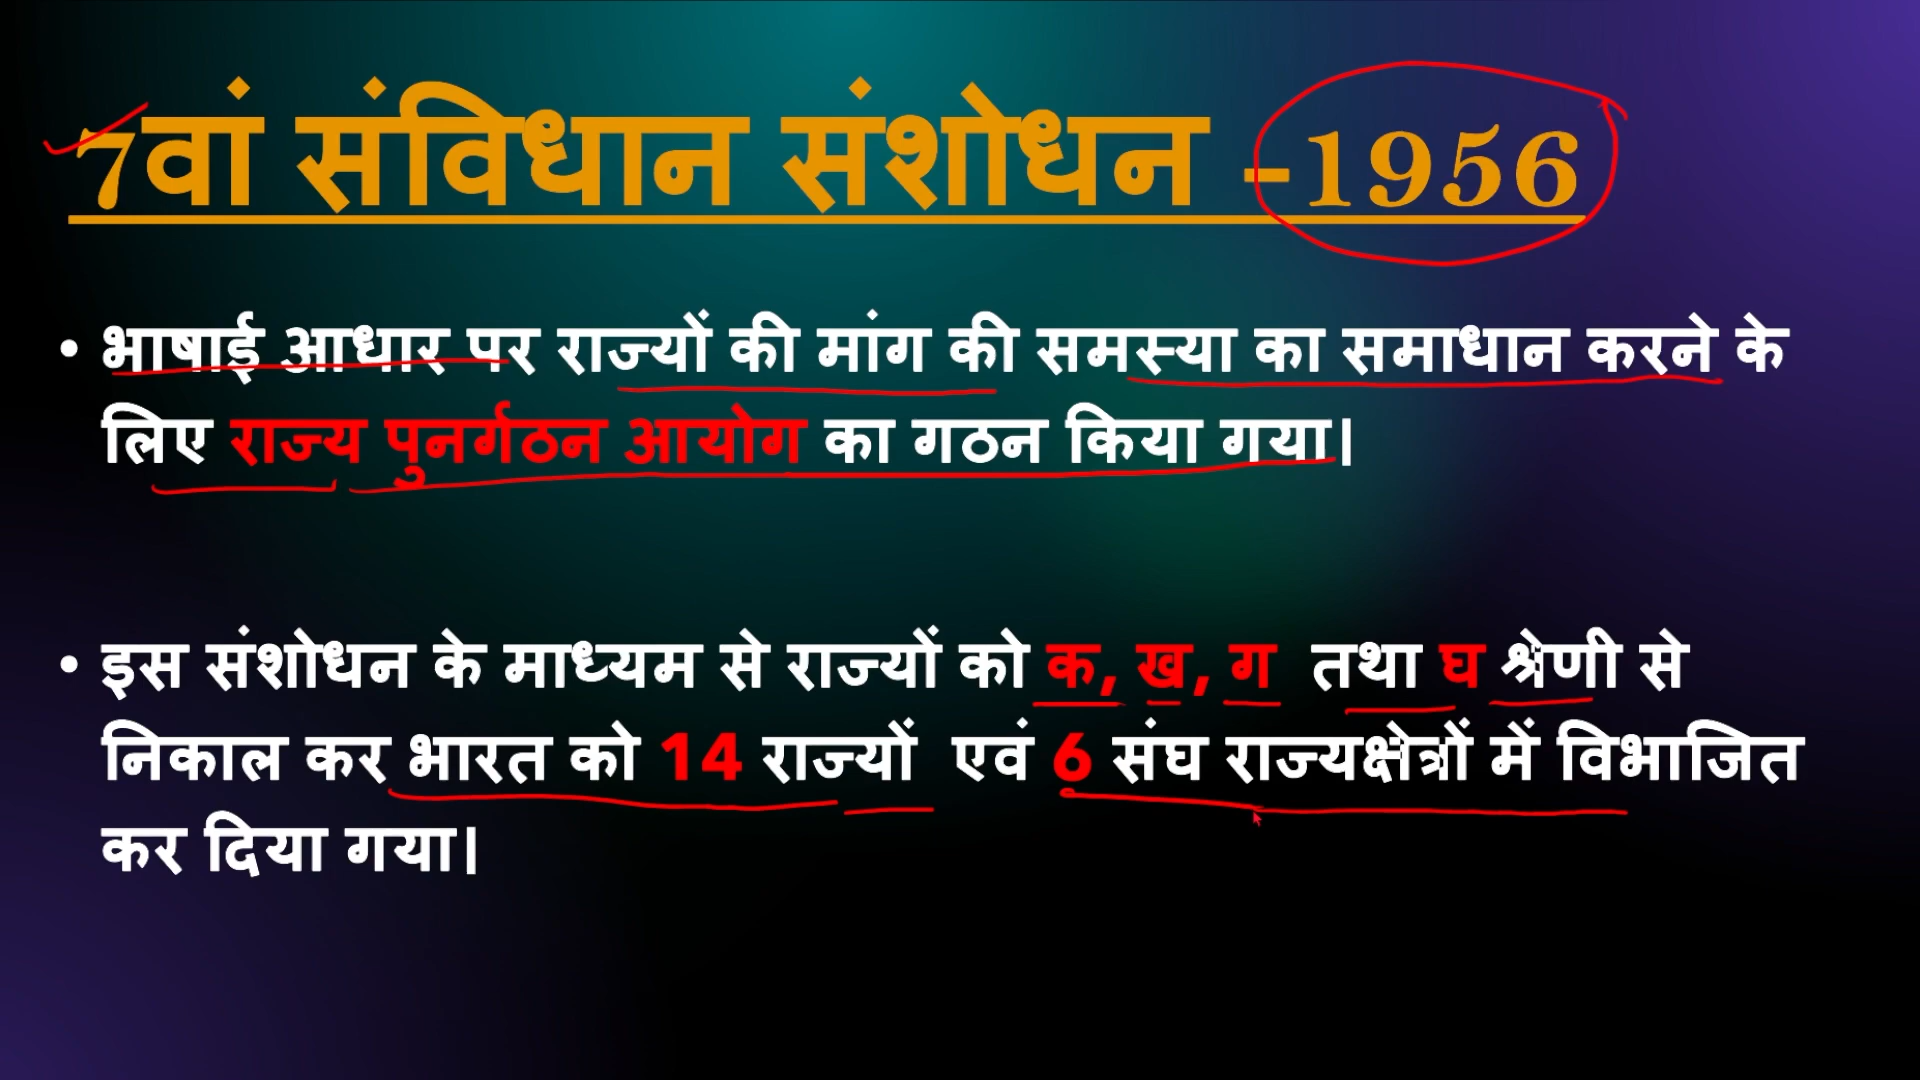 7वां संविधान संशोधन -1956
• भाषाई आधार पर राज्यों की मांग की समस्या का समाधान करने के
लिए राज्य पुनर्गठन आयोग का गठन किया गया।
• इस संशोधन के माध्यम से राज्यों को क, ख, ग तथा घ श्रेणी से
निकाल कर भारत को 14 राज्यों एवं 6 संघ राज्यक्षेत्रों में विभाजित
कर दिया गया।